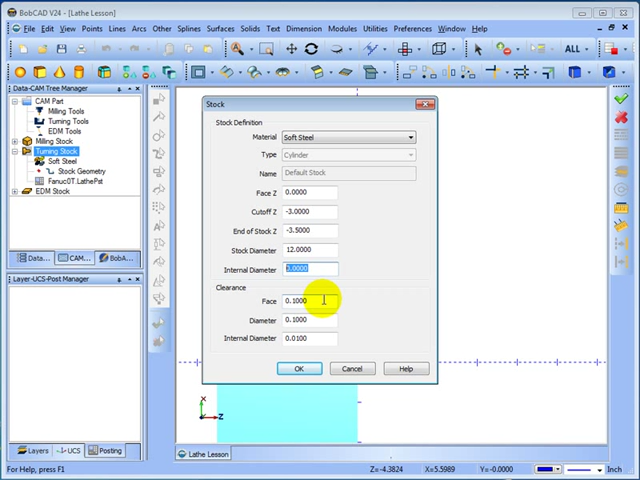 BobCAD V24 - [Lathe Lesson]
File Edit View Points Lines Arc Other Splines Surfaces Text Dimension Modules Utilities Preferences Window Help
ALL
Data-CAM Tree Manager
CAM Part
Milling Tools
Turning Tools
EDM Tools
Milling Stock
Turning Stock
Soft Steel
Stock Geometry
Fanuc0T.LathePst
EDM Stock
Data... CAM... BobA...
Layer-UCS-Post Manager
Layers UCS Posting
Stock
Stock Definition
Material Soft Steel
Type Cylinder
Name Default Stock
Face Z 0.0000
Cutoff Z -3.0000
End of Stock Z -3.5000
Stock Diameter 12.0000
Internal Diameter 0.0000
Clearance
Face 0.1000
Diameter 0.1000
Internal Diameter 0.0100
OK Cancel Help
X
Z
Lathe Lesson
For Help, press F1 Z=-4.3824 X=5.5989 Y=-0.0000 Inch